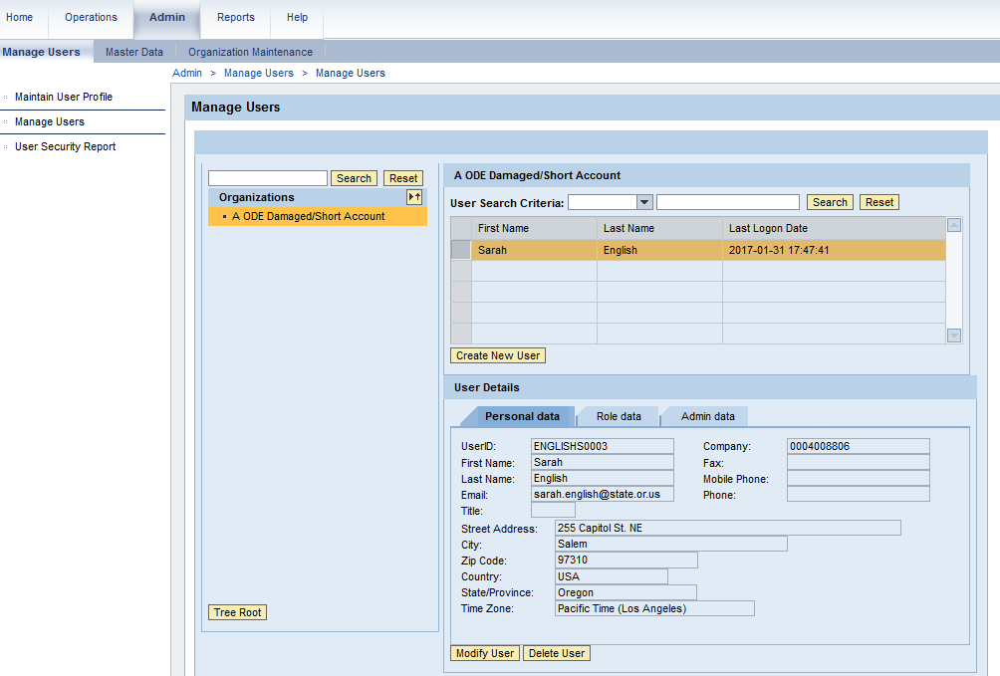 Home Operations Admin Reports Help
Manage Users Master Data Organization Maintenance
Admin > Manage Users > Manage Users
Maintain User Profile
Manage Users
User Security Report
Manage Users
Search Reset
Organizations
A ODE Damaged/Short Account
Tree Root
A ODE Damaged/Short Account
User Search Criteria: Search Reset
First Name Last Name Last Logon Date
Sarah English 2017-01-31 17:47:41
Create New User
User Details
Personal data Role data Admin data
UserID: ENGLISHS0003 Company: 0004008806
First Name: Sarah Fax:
Last Name: English Mobile Phone:
Email: sarah.english@state.or.us Phone:
Title:
Street Address: 255 Capitol St. NE
City: Salem
Zip Code: 97310
Country: USA
State/Province: Oregon
Time Zone: Pacific Time (Los Angeles)
Modify User Delete User